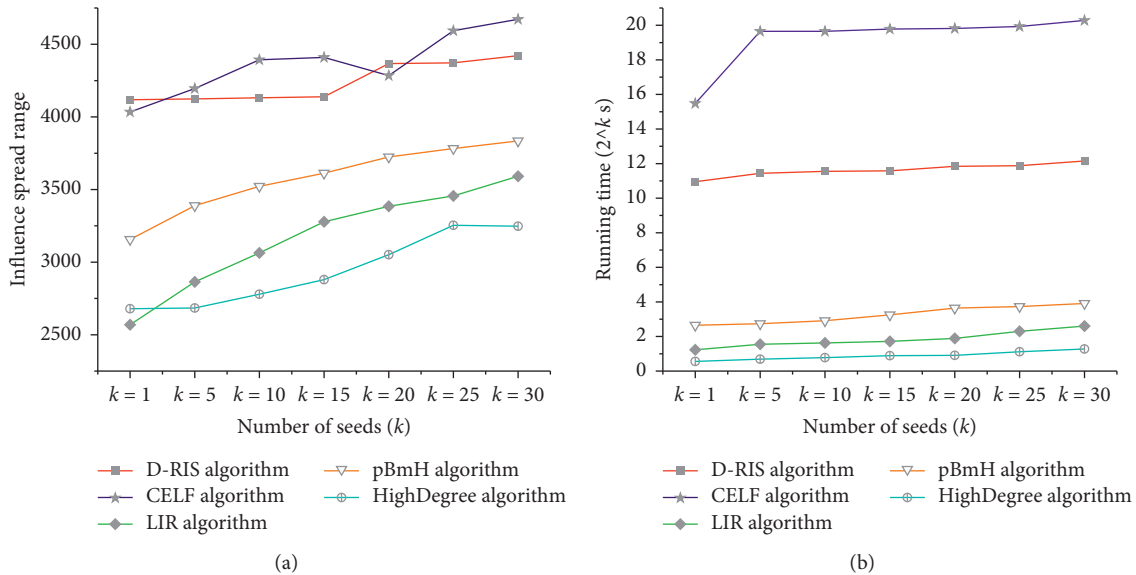 4500
4000
3500
3000
2500
Influence spread range
k = 1 k = 5 k = 10 k = 15 k = 20 k = 25 k = 30
Number of seeds (k)
D-RIS algorithm
CELF algorithm
LIR algorithm
pBmH algorithm
HighDegree algorithm
(a)
20
18
16
14
12
10
8
6
4
2
0
Running time (2^k s)
k = 1 k = 5 k = 10 k = 15 k = 20 k = 25 k = 30
Number of seeds (k)
D-RIS algorithm
CELF algorithm
LIR algorithm
pBmH algorithm
HighDegree algorithm
(b)